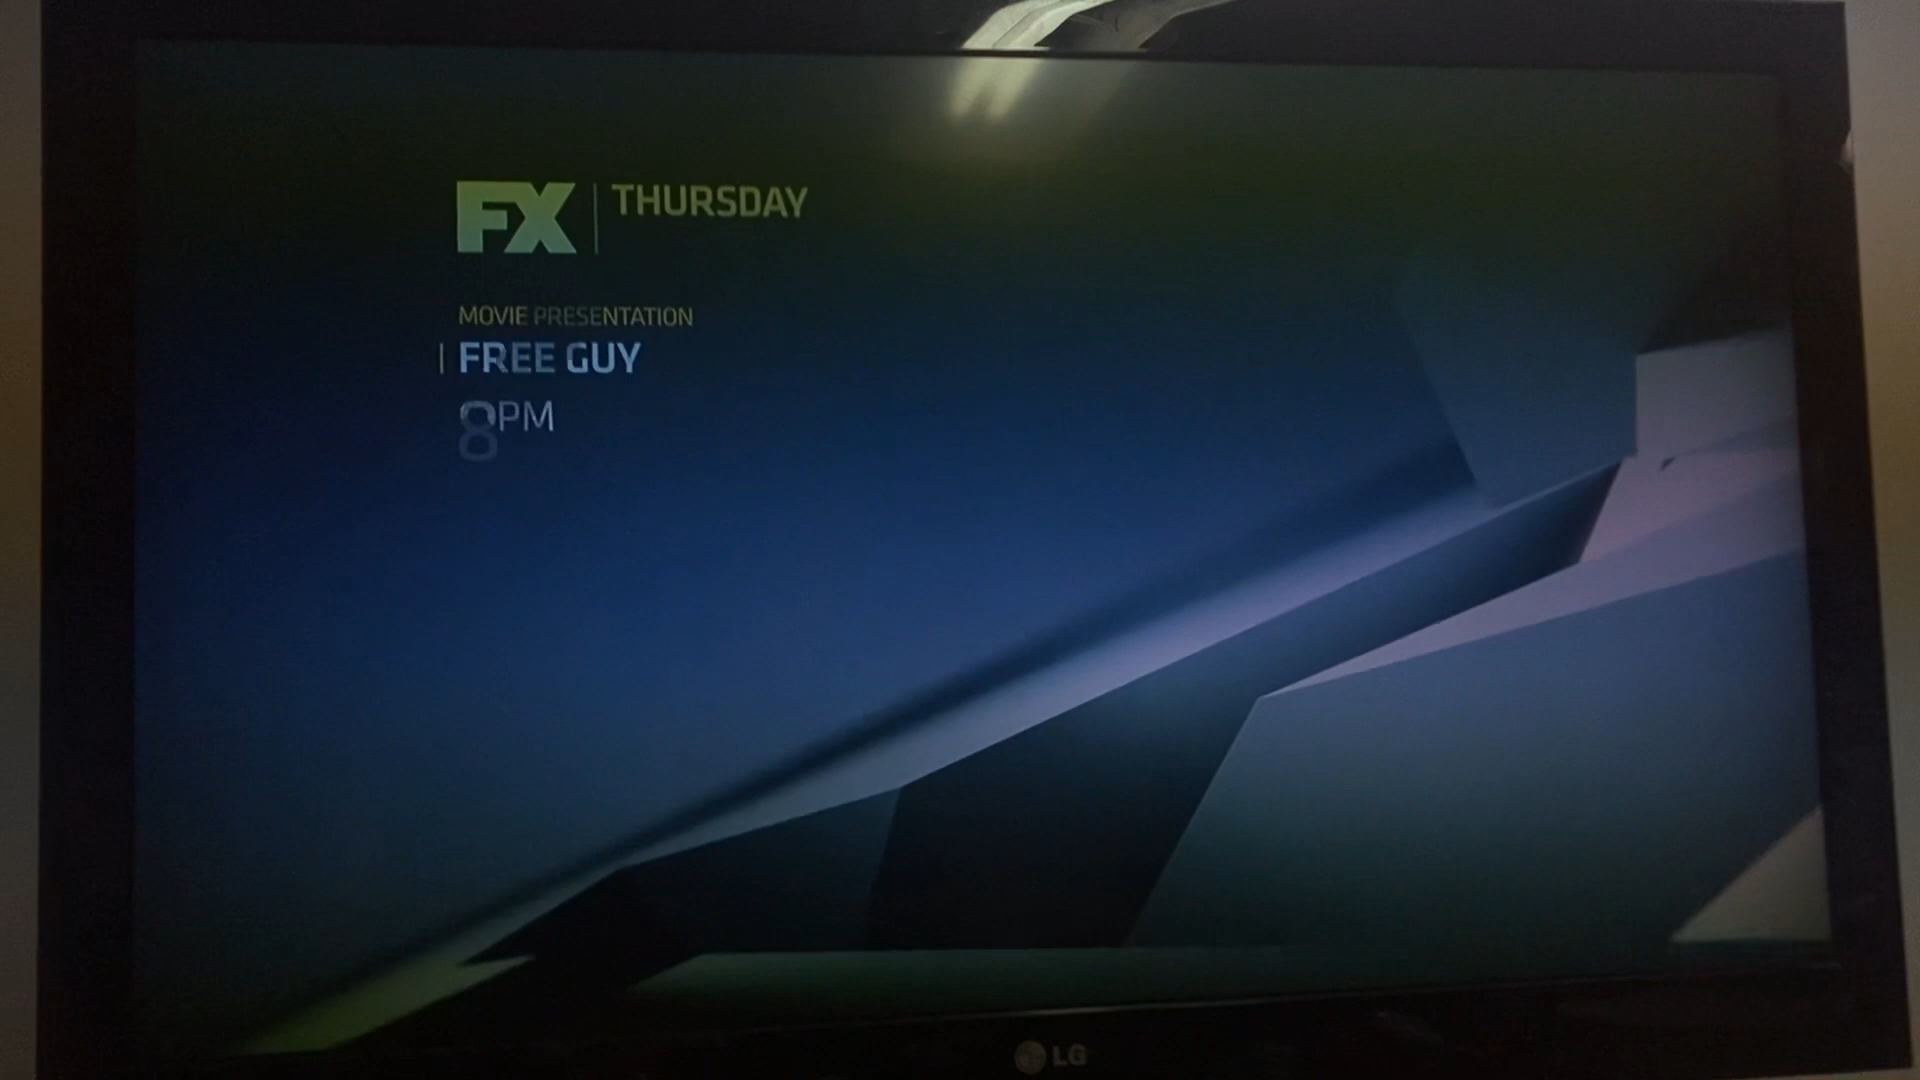 FX | THURSDAY
MOVIE PRESENTATION
FREE GUY
8PM
LG